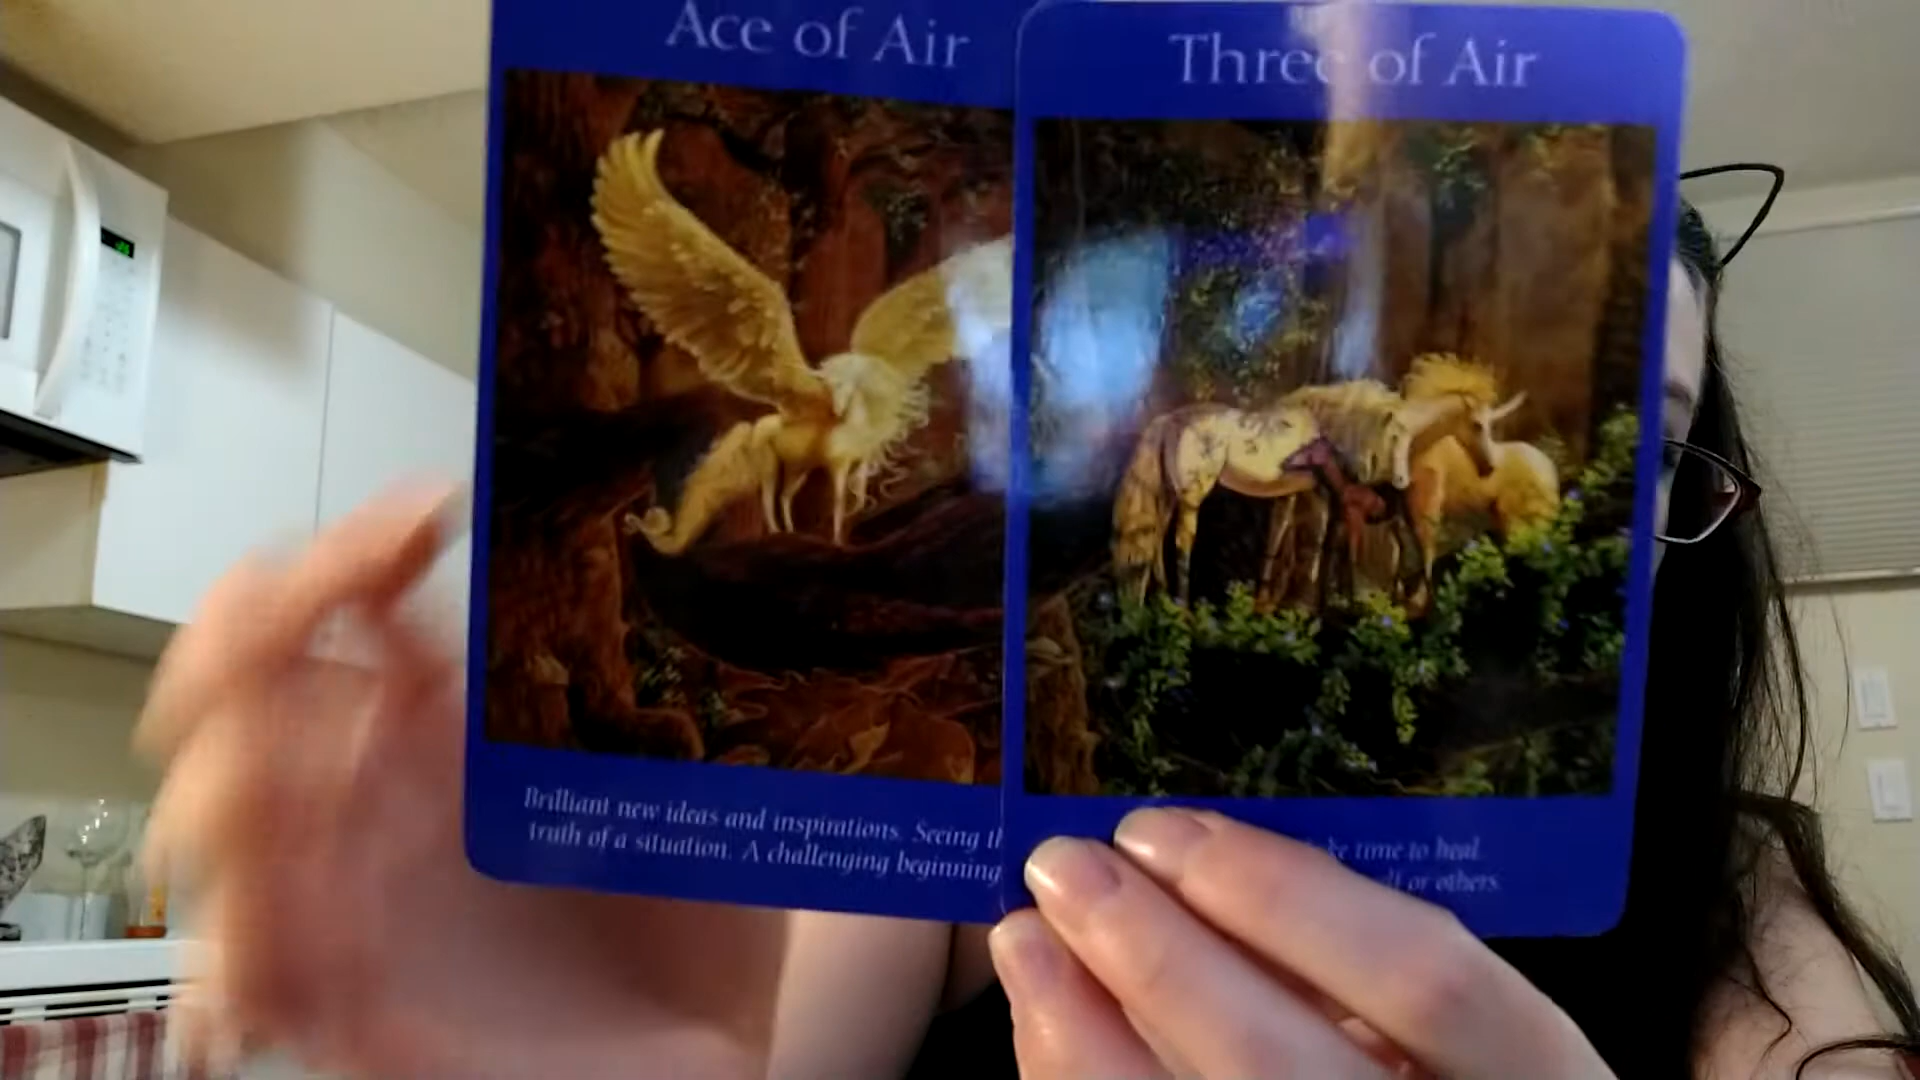 Ace of Air
Three of Air
Brilliant new ideas and inspirations. Seeing
truth of a situation. A challenging beginning
time to heal.
or others.